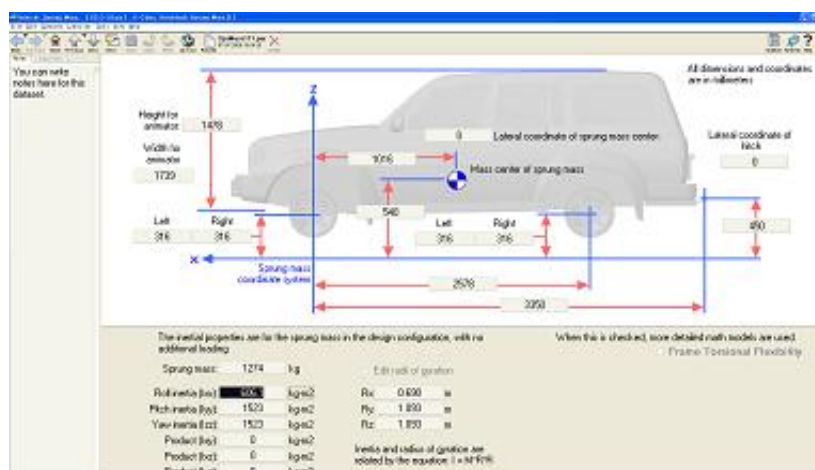 You can make
notes here for this
dataset.
All dimensions and coordinates
are in millimeters
Height for
animator
1478
Width for
animator
1739
Z
0
Lateral coordinate of sprung mass center
Lateral coordinate of
hitch
0
1016
Mass center of sprung mass
540
Left
Right
316
316
Left
Right
316
316
450
X
Sprung mass
coordinate system
2578
3350
The inertial properties are for the sprung mass in the design configuration, with no
additional loading
When this is checked, more detailed math models are used.
Frame Torsional Flexibility
Sprung mass:
1274
kg
Edit radii of gyration
Roll inertia (Ixx):
kg-m2
Rx:
0.690
m
Pitch inertia (Iyy):
1523
kg-m2
Ry:
1.093
m
Yaw inertia (Izz):
1523
kg-m2
Rz:
1.093
m
Product (Ixy):
0
kg-m2
Product (Ixz):
0
kg-m2
Inertia and radius of gyration are
related by the equation: I = M*R*R